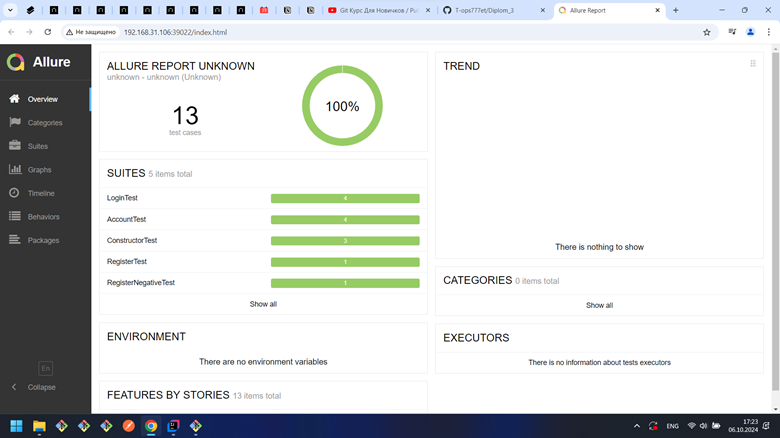 Git Курс Для Новичков / Pul
T-ops777et/Diplom_3
Allure Report
Не защищено
192.168.31.106:39022/index.html
Allure
Overview
Categories
Suites
Graphs
Timeline
Behaviors
Packages
En
Collapse
ALLURE REPORT UNKNOWN
unknown - unknown (Unknown)
13
test cases
100%
SUITES 5 items total
LoginTest 4
AccountTest 4
ConstructorTest 3
RegisterTest 1
RegisterNegativeTest 1
Show all
ENVIRONMENT
There are no environment variables
FEATURES BY STORIES 13 items total
TREND
There is nothing to show
CATEGORIES 0 items total
Show all
EXECUTORS
There is no information about tests executors
ENG
17:23
06.10.2024